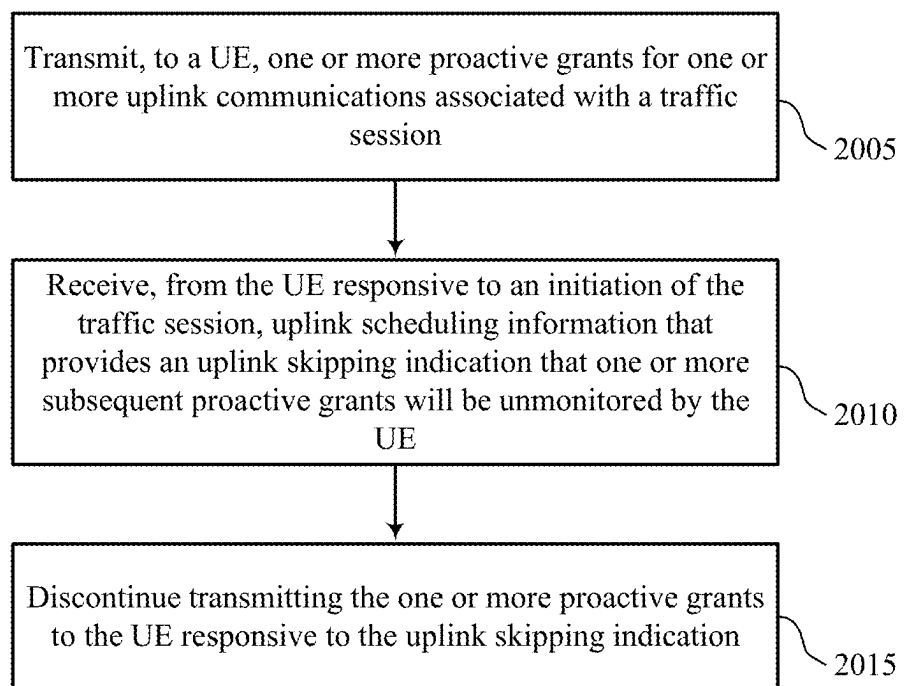 Transmit, to a UE, one or more proactive grants for one or
more uplink communications associated with a traffic
session
2005
Receive, from the UE responsive to an initiation of the
traffic session, uplink scheduling information that
provides an uplink skipping indication that one or more
subsequent proactive grants will be unmonitored by the
UE
2010
Discontinue transmitting the one or more proactive grants
to the UE responsive to the uplink skipping indication
2015